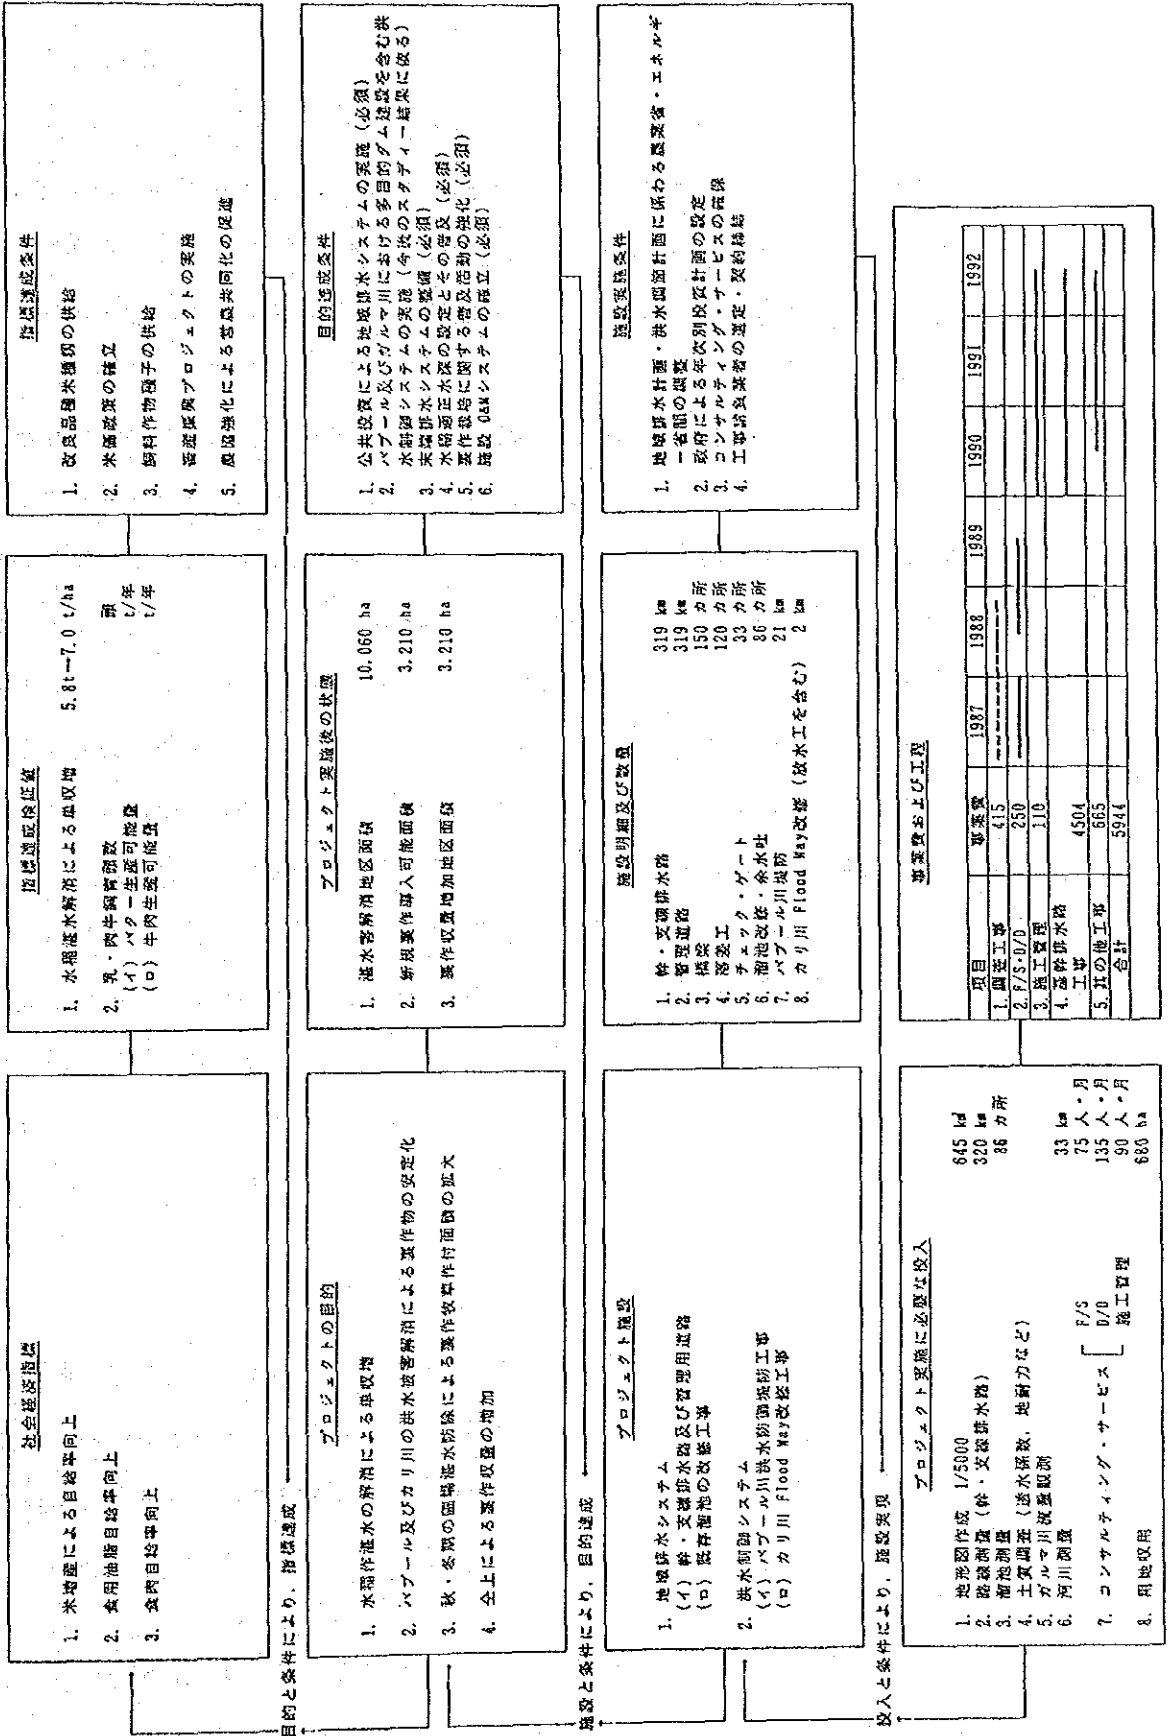 社会経済指標
1. 米増産による自給率向上
2. 食用油脂自給率向上
3. 食肉自給率向上
指標達成検証値
1. 水稲湛水解消による単収増 5.8t→7.0 t/ha
2. 乳・肉牛飼育頭数 頭
(イ) バター生産可能量 t/年
(ロ) 牛肉生産可能量 t/年
指標達成条件
1. 改良品種米種籾の供給
2. 米価政策の確立
3. 飼料作物種子の供給
4. 畜産振興プロジェクトの実施
5. 農協強化による営農共同化の促進
目的と条件により, 指標達成
プロジェクトの目的
1. 水稲作湛水の解消による単収増
2. バブール及びカリ川の洪水被害解消による裏作物の安定化
3. 秋・冬期の圃場湛水防除による裏作牧草作付面積の拡大
4. 仝上による裏作収量の増加
プロジェクト実施後の状態
1. 湛水害解消地区面積 10.060 ha
2. 新規裏作導入可能面積 3.210 ha
3. 裏作収量増加地区面積 3.210 ha
目的達成条件
1. 公共投資による地域排水システムの実施 (必須)
2. バブール及びガルマ川における多目的ダム建設を含む洪
水制御システムの実施 (今後のスタディー結果に依る)
3. 末端排水システムの整備 (必須)
4. 水稲適正水深の設定とその普及 (必須)
5. 裏作栽培に関する普及活動の強化 (必須)
6. 施設 O&Mシステムの確立 (必須)
施設と条件により, 目的達成
プロジェクト施設
1. 地域排水システム
(イ) 幹・支線排水路及び管理用道路
(ロ) 既存溜池の改修工事
2. 洪水制御システム
(イ) バブール川洪水防御堤防工事
(ロ) カリ川 Flood Way改修工事
施設明細及び数量
1. 幹・支線排水路 319 km
2. 管理道路 319 km
3. 橋梁 150 カ所
4. 落差工 120 カ所
5. チェック・ゲート 33 カ所
6. 溜池改修・余水吐 86 カ所
7. バブール川堤防 21 km
8. カリ川 Flood Way改修 (放水工を含む) 2 km
施設実施条件
1. 地域排水計画・洪水調節計画に係わる農業省・エネルギ
ー省間の調整
2. 政府による年次別投資計画の設定
3. コンサルティング・サービスの確保
4. 工事請負業者の選定・契約締結
投入と条件により, 施設実現
プロジェクト実施に必要な投入
1. 地形図作成 1/5000 645 km²
2. 路線測量 (幹・支線排水路) 320 km
3. 溜池測量 86 カ所
4. 土質調査 (透水係数, 地耐力など)
5. ガルマ川流量観測
6. 河川測量 33 km
7. コンサルティング・サービス F/S 75 人・月
D/D 135 人・月
施工管理 90 人・月
8. 用地収用 680 ha
事業費および工程
項目 事業費 1987 1988 1989 1990 1991 1992
1. 調査工事 415
2. F/S・D/D 250
3. 施工管理 110
4. 基幹排水路
工事 4504
5. 其の他工事 665
合計 5944